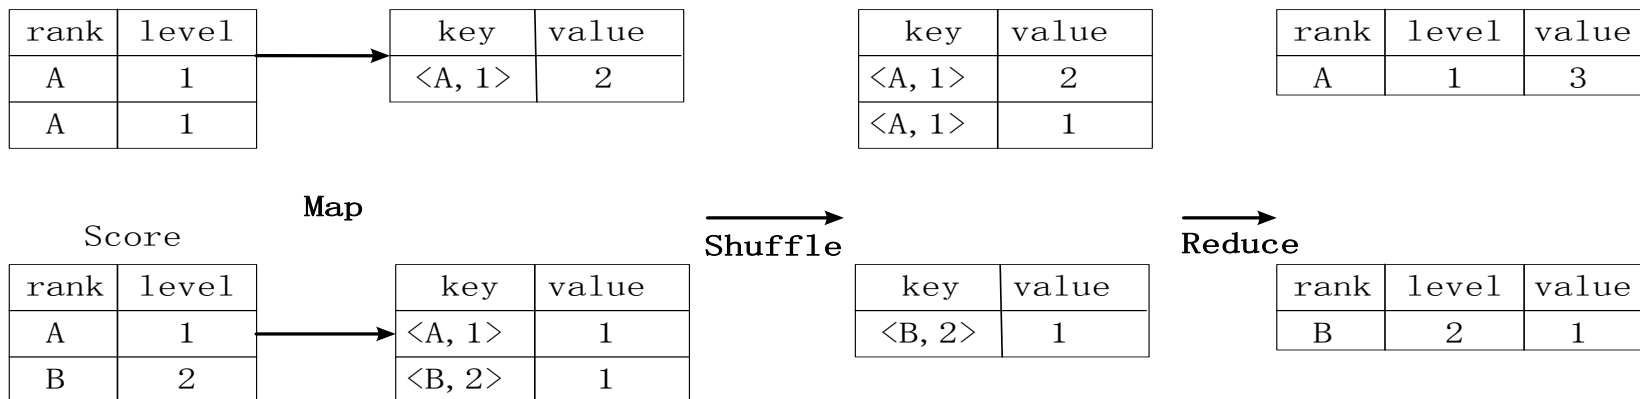 rank level key value key value rank level value
A 1 <A, 1> 2 <A, 1> 2 A 1 3
A 1 <A, 1> 1
Map
Score
Shuffle
Reduce
rank level key value key value rank level value
A 1 <A, 1> 1 <B, 2> 1 B 2 1
B 2 <B, 2> 1